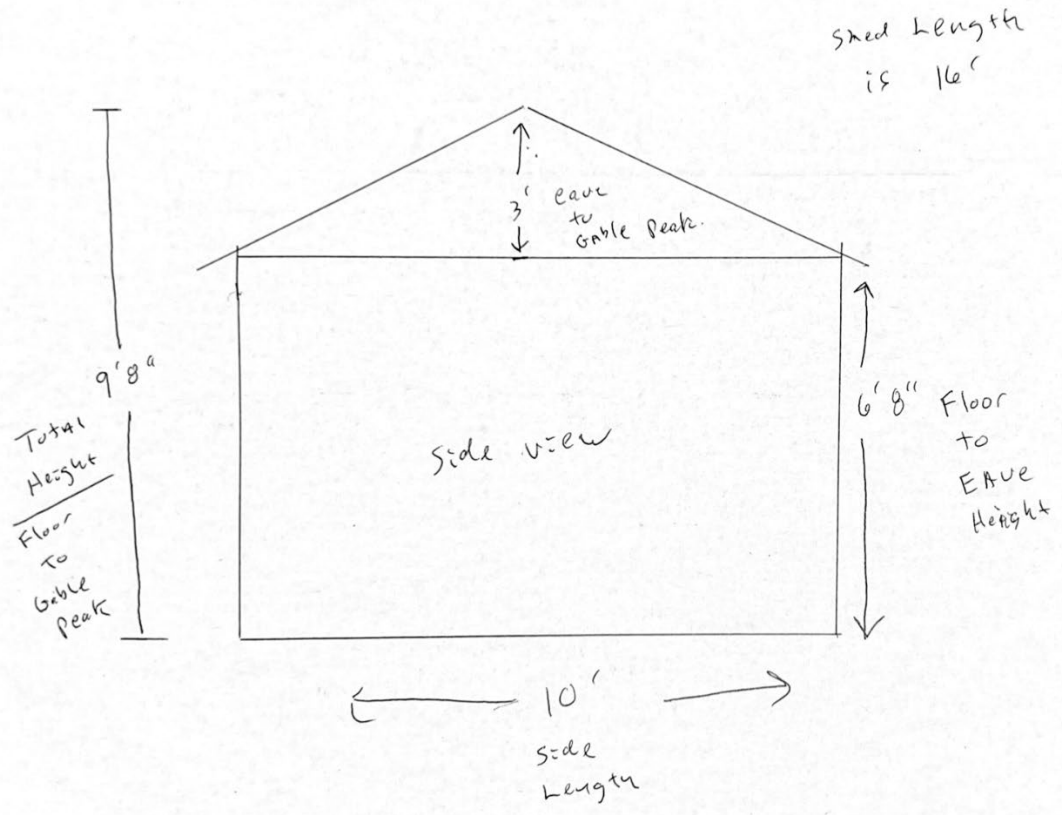 Shed Length
is 16'
3' eave
to
Gable Peak.
9'8"
Total
Height
Floor
To
Gable
Peak
6'8" Floor
to
EAVE
Height
Side view
10'
Side
Length